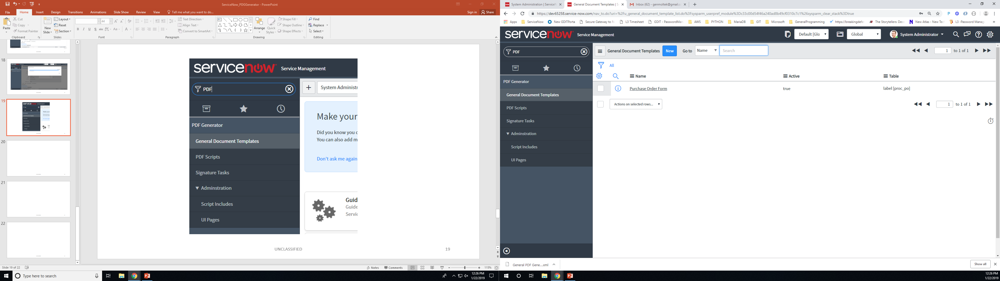 ServiceNow_PDGGenerator - PowerPoint
File Home Insert Design Transitions Animations Slide Show Review View Tell me what you want to do... Sign in Share
Paste
Cut
Copy
Format Painter
Clipboard
New Slide
Layout
Reset
Section
Slides
44
B I U S abc AV Aa A
Font
Text Direction
Align Text
Convert to SmartArt
Paragraph
Arrange
Quick Styles
Shape Fill
Shape Outline
Shape Effects
Drawing
Find
Replace
Select
Editing
18
19
20
21
22
servicenow Service Management
PDF
System Administr
PDF Generator
General Document Templates
PDF Scripts
Signature Tasks
Adminstration
Script Includes
UI Pages
Make your
Did you know you c
You can also add m
Don't ask me again
Guid
Guide
Servic
UNCLASSIFIED
19
Slide 19 of 22
Notes Comments 115%
Type here to search
12:26 PM
1/22/2019
System Administration | ServiceN
General Document Templates | S
Inbox (62) - genmoltek@gmail.c
https://dev65258.service-now.com/nav_to.do?uri=%2Fu_general_document_template_list.do%3Fsysparm_userpref_module%3Dc33c00d54f46a240ad8b49cf0310c7c1%26sysparm_clear_stack%3Dtrue
Apps ServiceNow New GDITPorta Secure Gateway to N L3 Timesheet GDIT - PasswordMan AWS PYTHON MariaDB GIT Microsoft GeneralProgramming https://breakingdefe The Storytellers: Dece New Atlas - New Tech L3 -Password Manag
servicenow Service Management
Default [Glo
Global
System Administrator
PDF
General Document Templates New Go to Name Search
1 to 1 of 1
All
Name Active Table
Purchase Order Form true label [proc_po]
Actions on selected rows...
1 to 1 of 1
PDF Generator
General Document Templates
PDF Scripts
Signature Tasks
Adminstration
Script Includes
UI Pages
General PDF Gene....xml
Show all
12:26 PM
1/22/2019